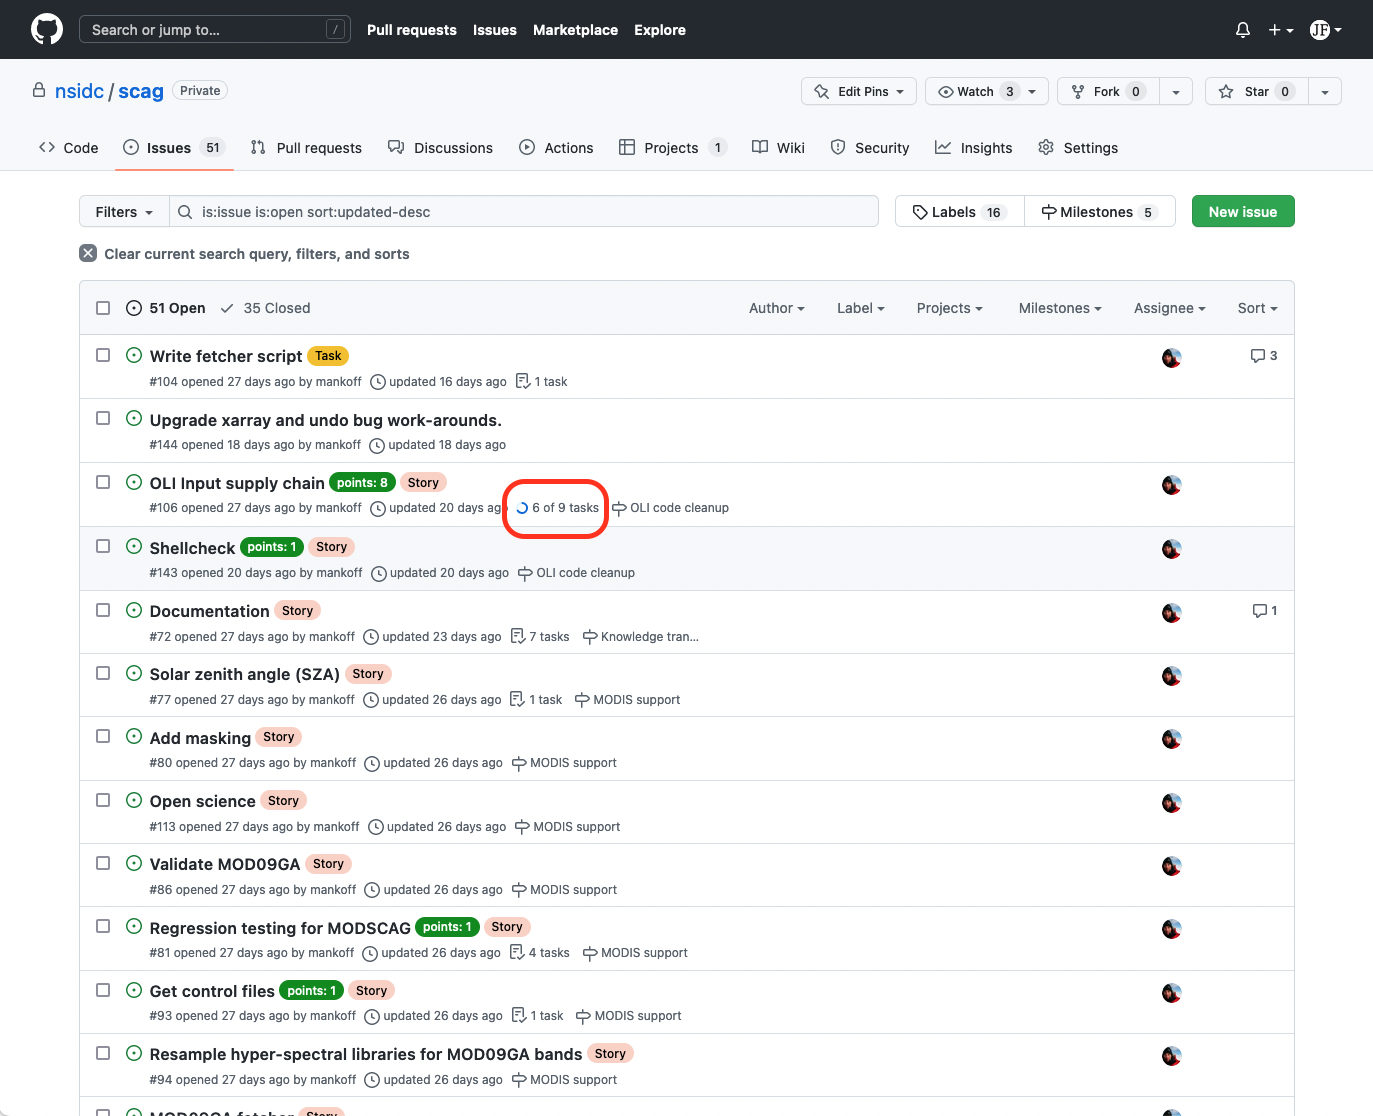 Search or jump to... /
Pull requests Issues Marketplace Explore
JF
nsidc / scag Private
Edit Pins Watch 3 Fork 0 Star 0
Code Issues 51 Pull requests Discussions Actions Projects 1 Wiki Security Insights Settings
Filters is:issue is:open sort:updated-desc Labels 16 Milestones 5 New issue
Clear current search query, filters, and sorts
51 Open 35 Closed Author Label Projects Milestones Assignee Sort
Write fetcher script Task 3
#104 opened 27 days ago by mankoff updated 16 days ago 1 task
Upgrade xarray and undo bug work-arounds.
#144 opened 18 days ago by mankoff updated 18 days ago
OLI Input supply chain points: 8 Story
#106 opened 27 days ago by mankoff updated 20 days ag 6 of 9 tasks OLI code cleanup
Shellcheck points: 1 Story
#143 opened 20 days ago by mankoff updated 20 days ago OLI code cleanup
Documentation Story 1
#72 opened 27 days ago by mankoff updated 23 days ago 7 tasks Knowledge tran...
Solar zenith angle (SZA) Story
#77 opened 27 days ago by mankoff updated 26 days ago 1 task MODIS support
Add masking Story
#80 opened 27 days ago by mankoff updated 26 days ago MODIS support
Open science Story
#113 opened 27 days ago by mankoff updated 26 days ago MODIS support
Validate MOD09GA Story
#86 opened 27 days ago by mankoff updated 26 days ago MODIS support
Regression testing for MODSCAG points: 1 Story
#81 opened 27 days ago by mankoff updated 26 days ago 4 tasks MODIS support
Get control files points: 1 Story
#93 opened 27 days ago by mankoff updated 26 days ago 1 task MODIS support
Resample hyper-spectral libraries for MOD09GA bands Story
#94 opened 27 days ago by mankoff updated 26 days ago MODIS support
MOD09GA fetcher Story